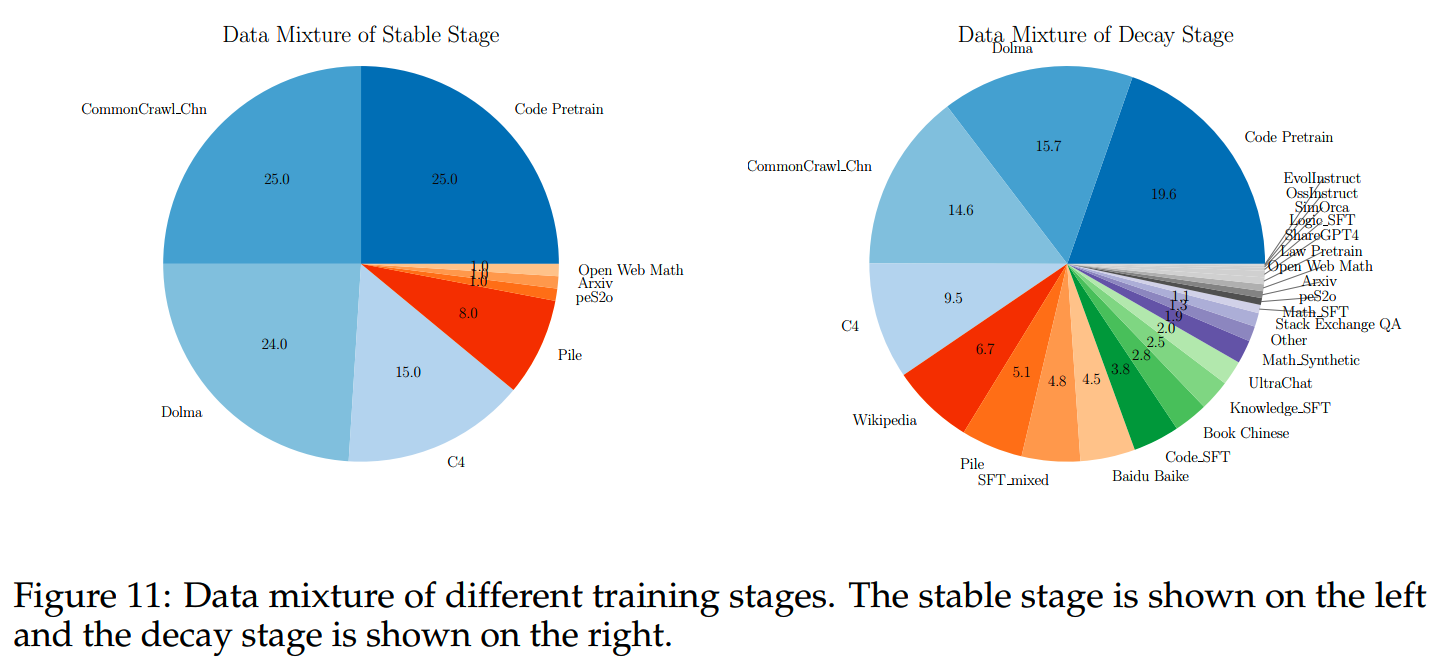 Data Mixture of Stable Stage
CommonCrawl_Chn
Code Pretrain
25.0
25.0
1.0
1.0
1.0
Open Web Math
Arxiv
peS2o
8.0
Pile
24.0
15.0
Dolma
C4
Data Mixture of Decay Stage
Dolma
Code Pretrain
15.7
CommonCrawl_Chn
19.6
14.6
EvolInstruct
OssInstruct
SimOrca
Logic_SFT
ShareGPT4
Law Pretrain
Open Web Math
Arxiv
peS2o
Math_SFT
Stack Exchange QA
Other
Math_Synthetic
UltraChat
Knowledge_SFT
Book Chinese
Code_SFT
Baidu Baike
SFT_mixed
Pile
Wikipedia
C4
9.5
6.7
5.1
4.8
4.5
3.8
2.8
2.5
2.0
1.9
1.3
1.1
Figure 11: Data mixture of different training stages. The stable stage is shown on the left
and the decay stage is shown on the right.